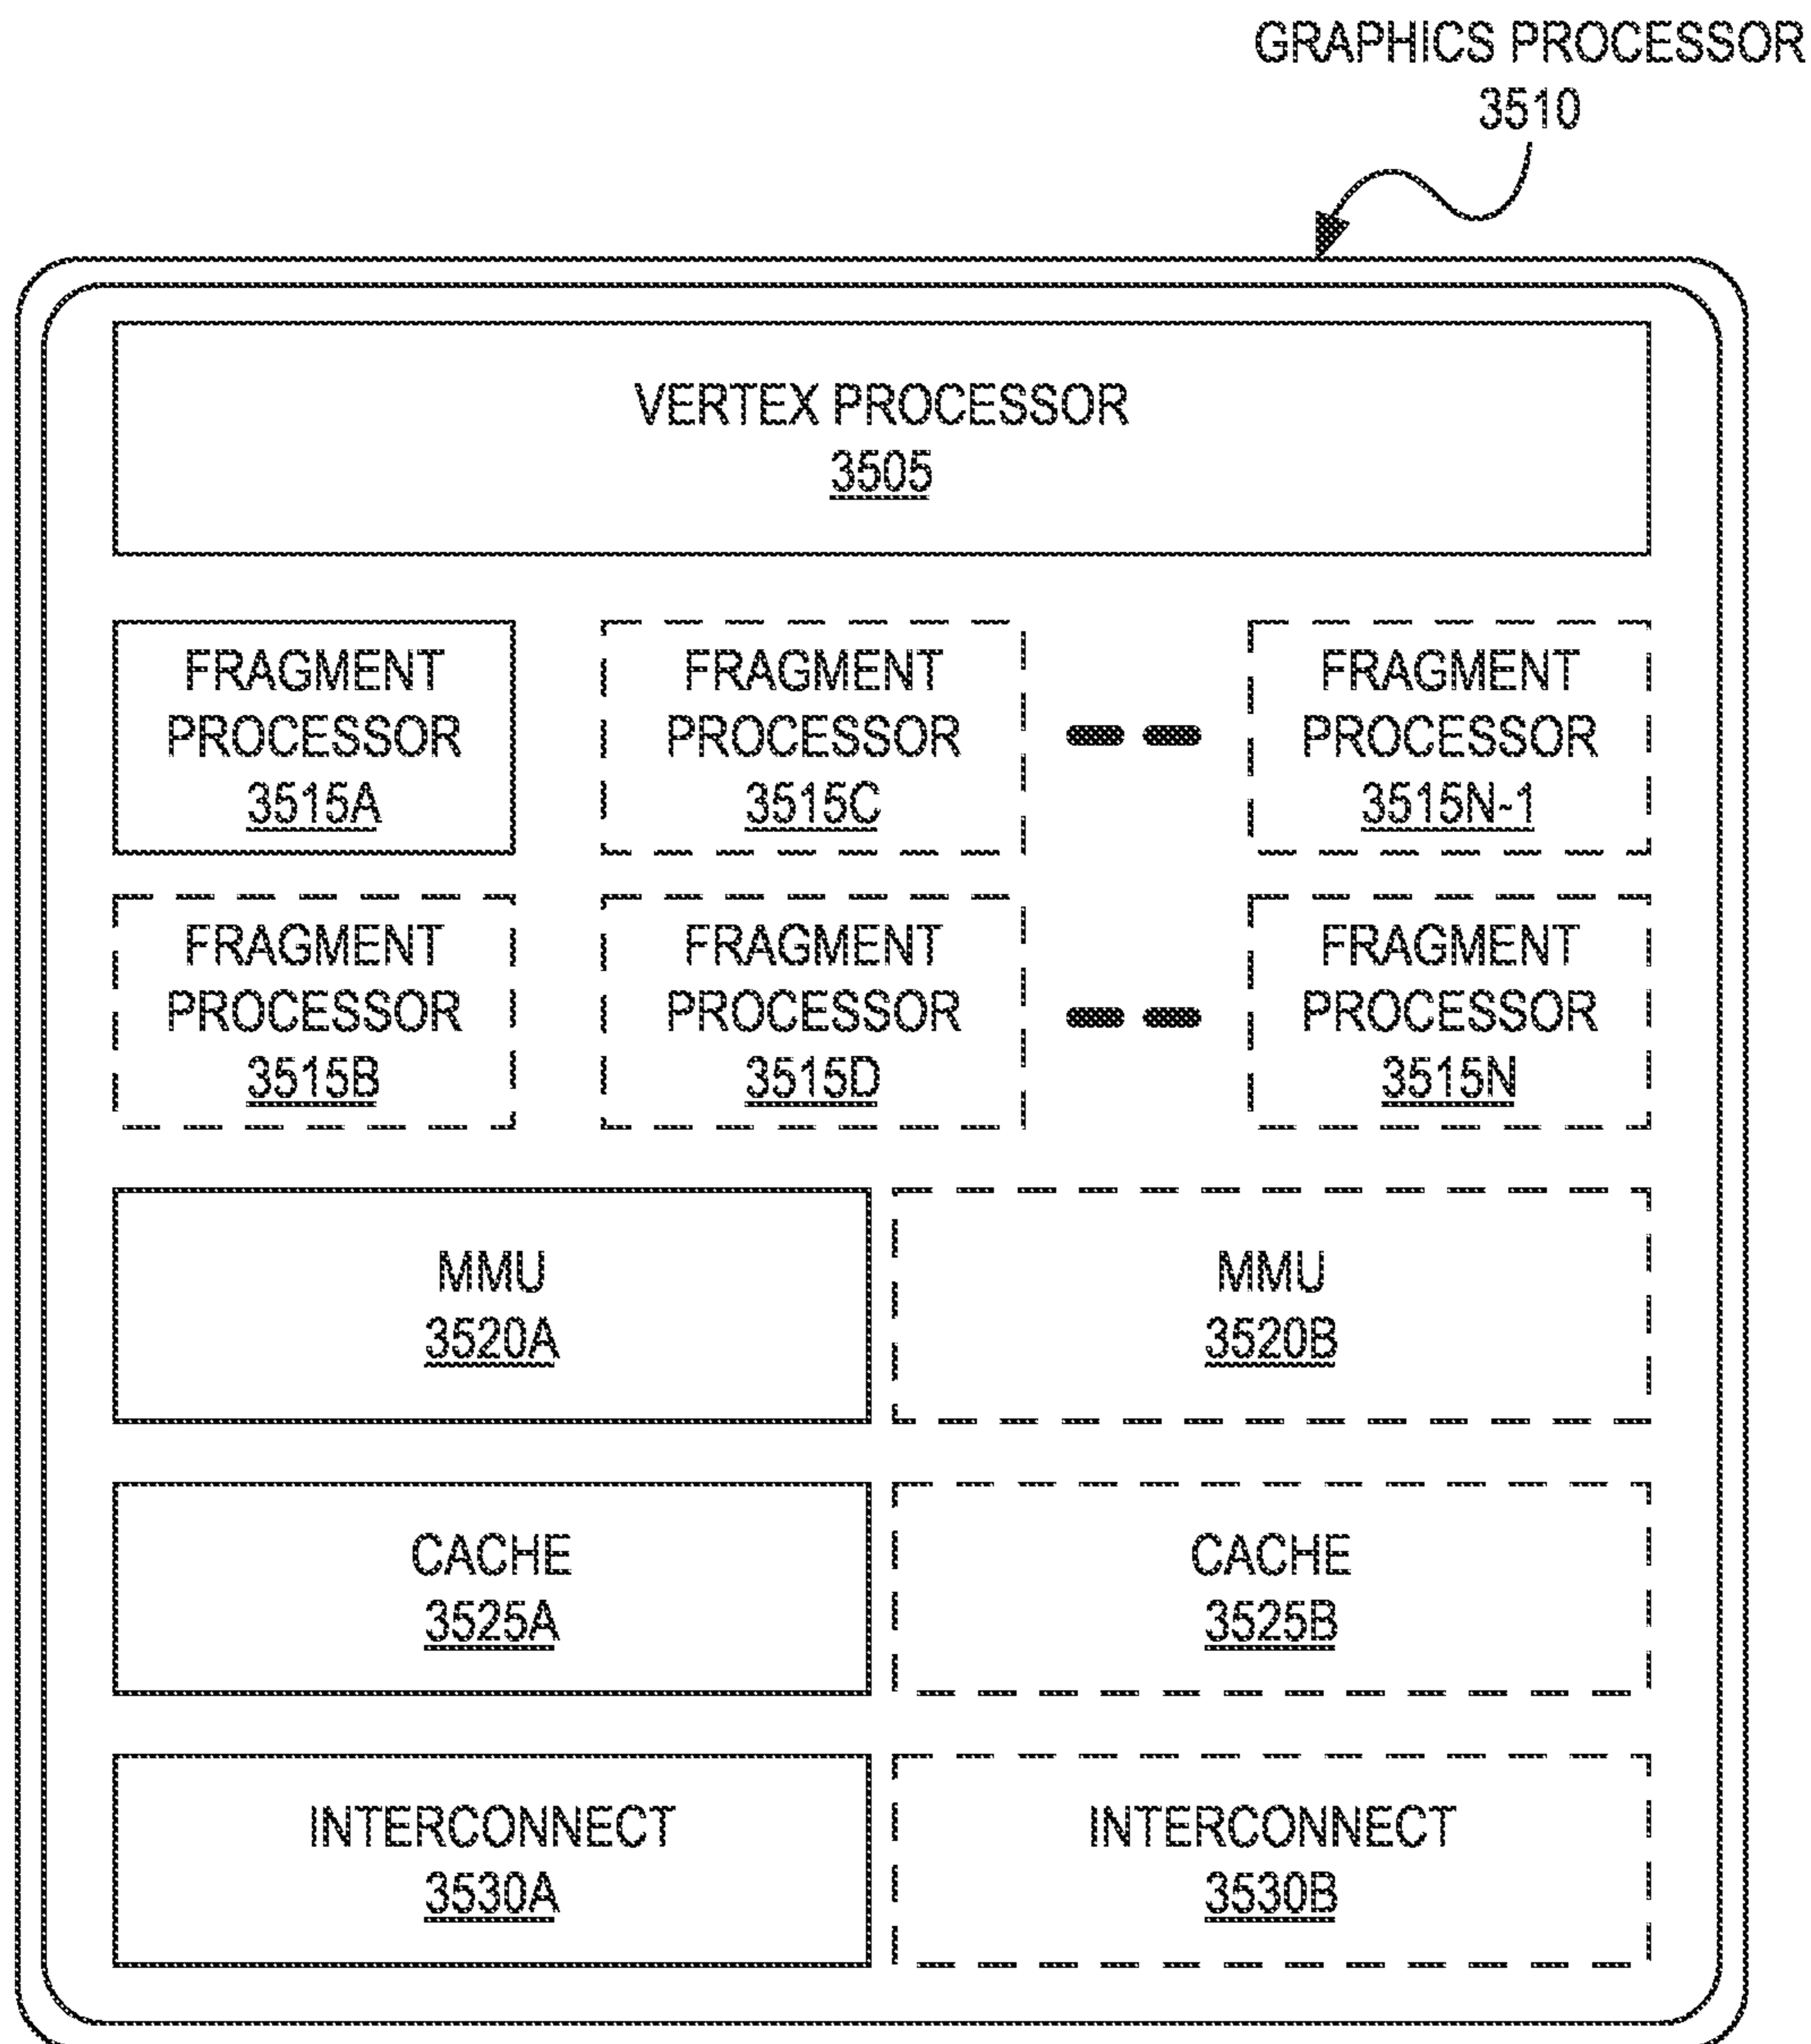 GRAPHICS PROCESSOR
3510
VERTEX PROCESSOR
3505
FRAGMENT
PROCESSOR
3515A
FRAGMENT
PROCESSOR
3515C
FRAGMENT
PROCESSOR
3515N-1
FRAGMENT
PROCESSOR
3515B
FRAGMENT
PROCESSOR
3515D
FRAGMENT
PROCESSOR
3515N
MMU
3520A
MMU
3520B
CACHE
3525A
CACHE
3525B
INTERCONNECT
3530A
INTERCONNECT
3530B